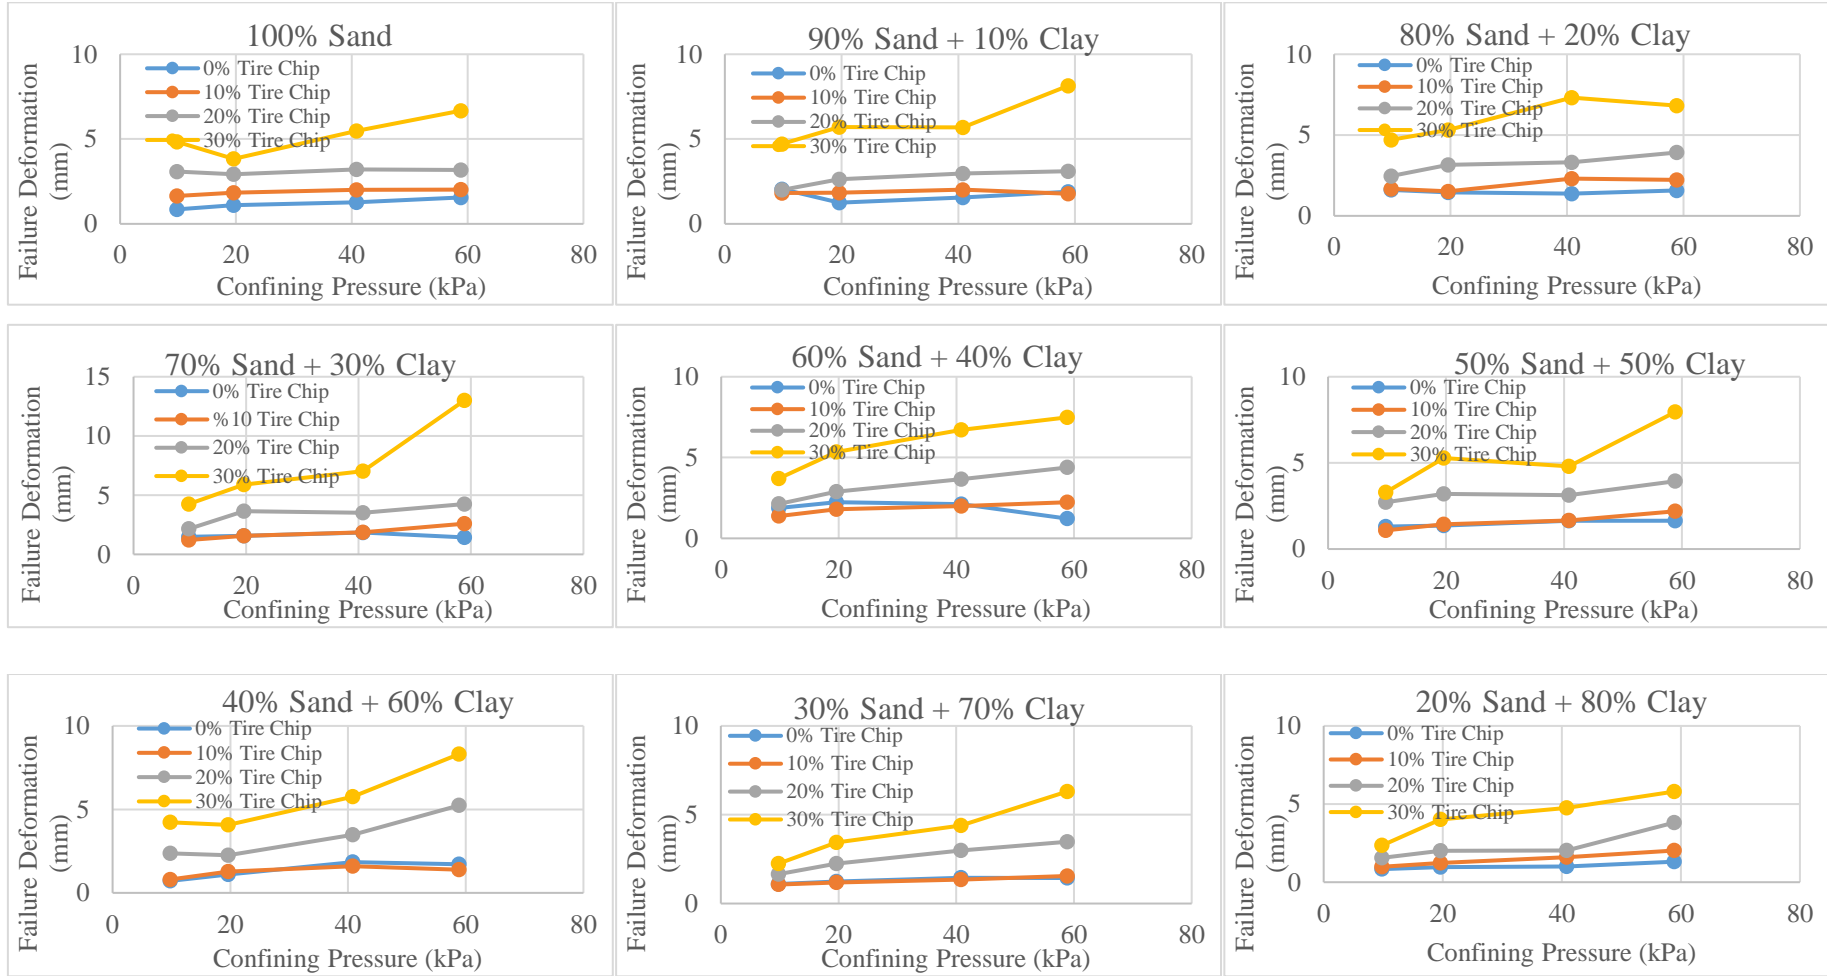 100% Sand
Failure Deformation
(mm)
10
5
0
0% Tire Chip
10% Tire Chip
20% Tire Chip
30% Tire Chip
0 20 40 60 80
Confining Pressure (kPa)
90% Sand + 10% Clay
Failure Deformation
(mm)
10
5
0
0% Tire Chip
10% Tire Chip
20% Tire Chip
30% Tire Chip
0 20 40 60 80
Confining Pressure (kPa)
80% Sand + 20% Clay
Failure Deformation
(mm)
10
5
0
0% Tire Chip
10% Tire Chip
20% Tire Chip
30% Tire Chip
0 20 40 60 80
Confining Pressure (kPa)
70% Sand + 30% Clay
Failure Deformation
(mm)
15
10
5
0
0% Tire Chip
%10 Tire Chip
20% Tire Chip
30% Tire Chip
0 20 40 60 80
Confining Pressure (kPa)
60% Sand + 40% Clay
Failure Deformation
(mm)
10
5
0
0% Tire Chip
10% Tire Chip
20% Tire Chip
30% Tire Chip
0 20 40 60 80
Confining Pressure (kPa)
50% Sand + 50% Clay
Failure Deformation
(mm)
10
5
0
0% Tire Chip
10% Tire Chip
20% Tire Chip
30% Tire Chip
0 20 40 60 80
Confining Pressure (kPa)
40% Sand + 60% Clay
Failure Deformation
(mm)
10
5
0
0% Tire Chip
10% Tire Chip
20% Tire Chip
30% Tire Chip
0 20 40 60 80
Confining Pressure (kPa)
30% Sand + 70% Clay
Failure Deformation
(mm)
10
5
0
0% Tire Chip
10% Tire Chip
20% Tire Chip
30% Tire Chip
0 20 40 60 80
Confining Pressure (kPa)
20% Sand + 80% Clay
Failure Deformation
(mm)
10
5
0
0% Tire Chip
10% Tire Chip
20% Tire Chip
30% Tire Chip
0 20 40 60 80
Confining Pressure (kPa)